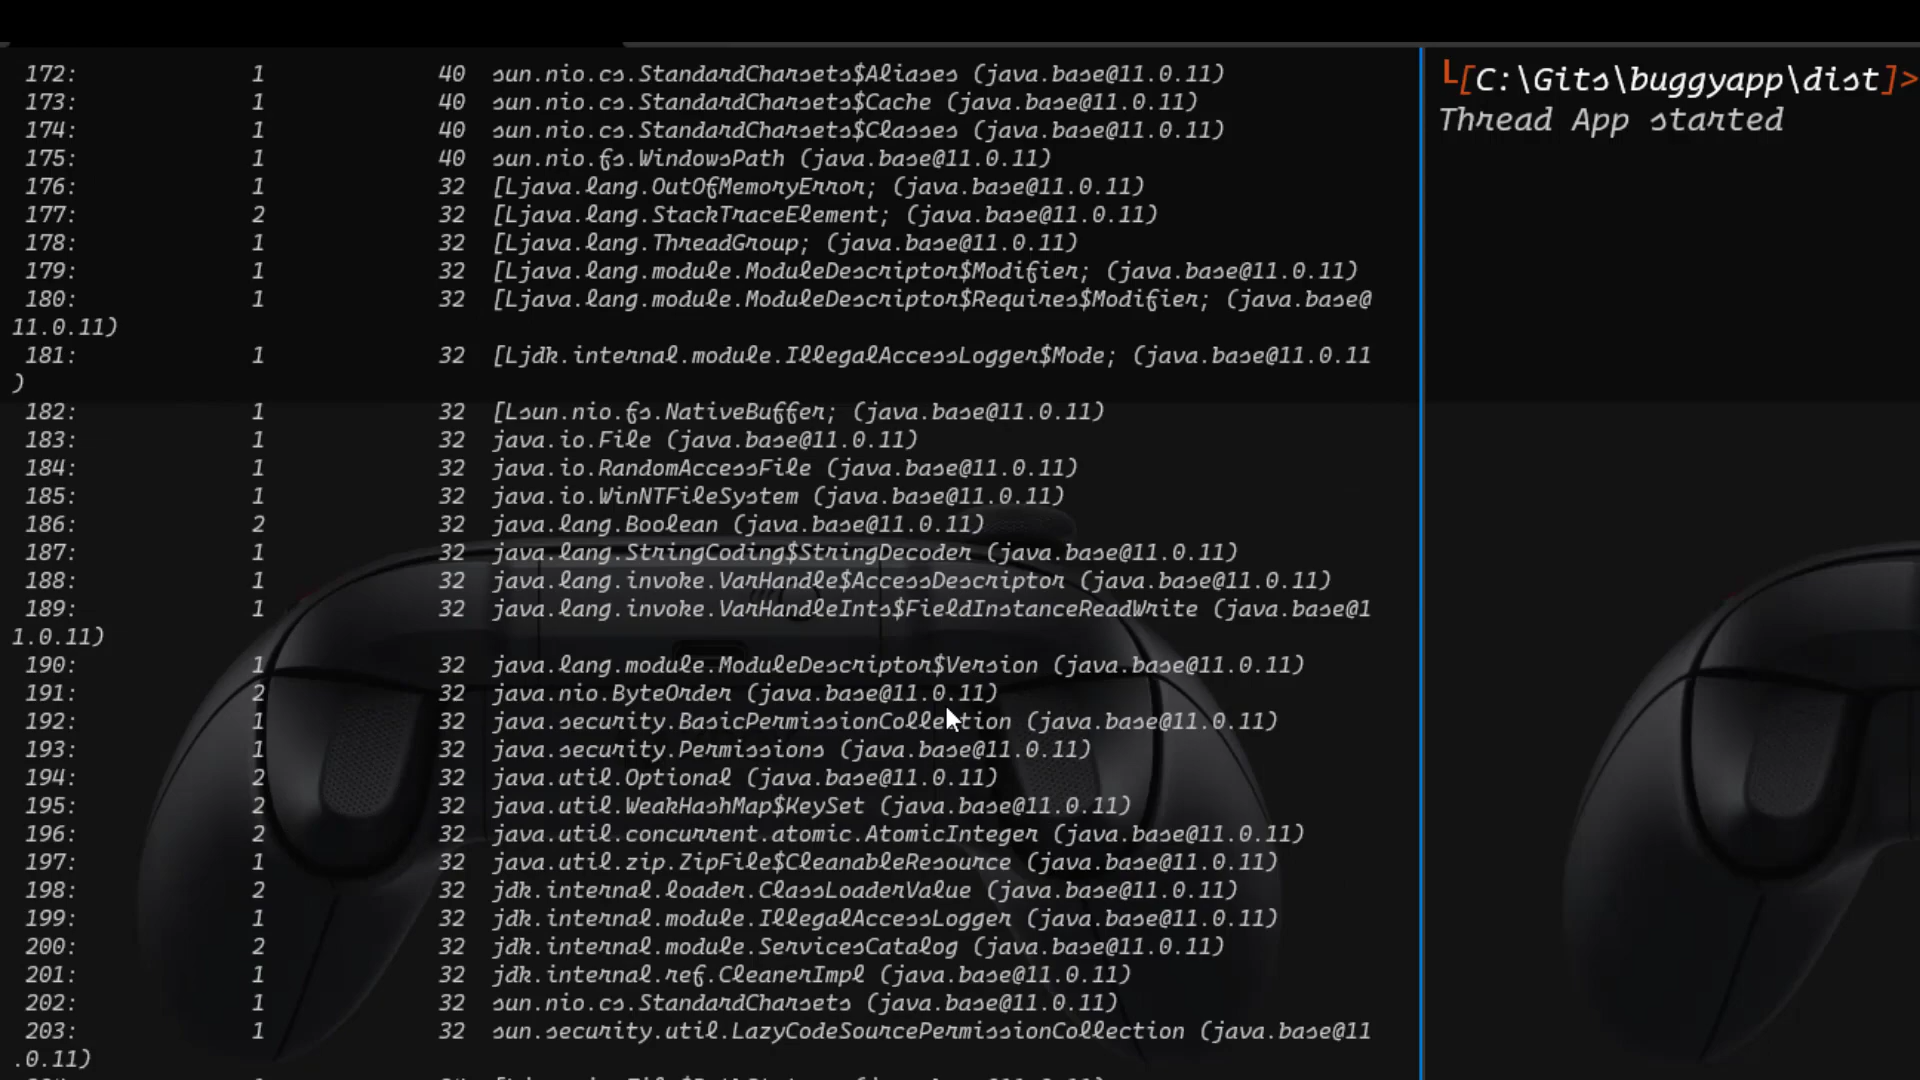 172: 1 40 sun.nio.cs.StandardCharsets$Aliases (java.base@11.0.11)
173: 1 40 sun.nio.cs.StandardCharsets$Cache (java.base@11.0.11)
174: 1 40 sun.nio.cs.StandardCharsets$Classes (java.base@11.0.11)
175: 1 40 sun.nio.fs.WindowsPath (java.base@11.0.11)
176: 1 32 [Ljava.lang.OutOfMemoryError; (java.base@11.0.11)
177: 2 32 [Ljava.lang.StackTraceElement; (java.base@11.0.11)
178: 1 32 [Ljava.lang.ThreadGroup; (java.base@11.0.11)
179: 1 32 [Ljava.lang.module.ModuleDescriptor$Modifier; (java.base@11.0.11)
180: 1 32 [Ljava.lang.module.ModuleDescriptor$Requires$Modifier; (java.base@
11.0.11)
181: 1 32 [Ljdk.internal.module.IllegalAccessLogger$Mode; (java.base@11.0.11
)
182: 1 32 [Lsun.nio.fs.NativeBuffer; (java.base@11.0.11)
183: 1 32 java.io.File (java.base@11.0.11)
184: 1 32 java.io.RandomAccessFile (java.base@11.0.11)
185: 1 32 java.io.WinNTFileSystem (java.base@11.0.11)
186: 2 32 java.lang.Boolean (java.base@11.0.11)
187: 1 32 java.lang.StringCoding$StringDecoder (java.base@11.0.11)
188: 1 32 java.lang.invoke.VarHandle$AccessDescriptor (java.base@11.0.11)
189: 1 32 java.lang.invoke.VarHandleInts$FieldInstanceReadWrite (java.base@1
1.0.11)
190: 1 32 java.lang.module.ModuleDescriptor$Version (java.base@11.0.11)
191: 2 32 java.nio.ByteOrder (java.base@11.0.11)
192: 1 32 java.security.BasicPermissionCollection (java.base@11.0.11)
193: 1 32 java.security.Permissions (java.base@11.0.11)
194: 2 32 java.util.Optional (java.base@11.0.11)
195: 2 32 java.util.WeakHashMap$KeySet (java.base@11.0.11)
196: 2 32 java.util.concurrent.atomic.AtomicInteger (java.base@11.0.11)
197: 1 32 java.util.zip.ZipFile$CleanableResource (java.base@11.0.11)
198: 2 32 jdk.internal.loader.ClassLoaderValue (java.base@11.0.11)
199: 1 32 jdk.internal.module.IllegalAccessLogger (java.base@11.0.11)
200: 2 32 jdk.internal.module.ServicesCatalog (java.base@11.0.11)
201: 1 32 jdk.internal.ref.CleanerImpl (java.base@11.0.11)
202: 1 32 sun.nio.cs.StandardCharsets (java.base@11.0.11)
203: 1 32 sun.security.util.LazyCodeSourcePermissionCollection (java.base@11
.0.11)
└[C:\Gits\buggyapp\dist]>
Thread App started